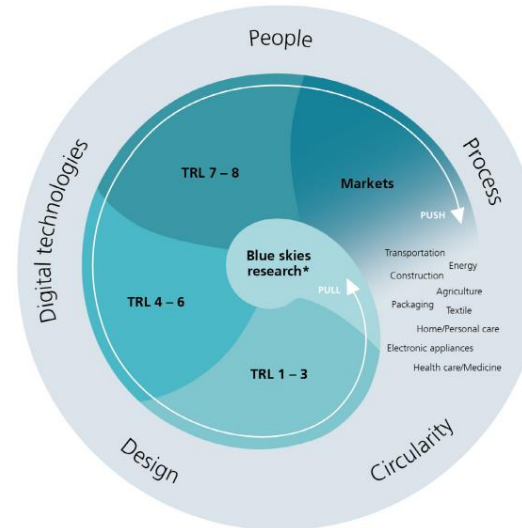 People
Digital technologies
Process
TRL 7 – 8
Markets
PUSH
Blue skies
research*
PULL
TRL 4 – 6
TRL 1 – 3
Transportation
Energy
Construction
Agriculture
Packaging
Textile
Home/Personal care
Electronic appliances
Health care/Medicine
Design
Circularity